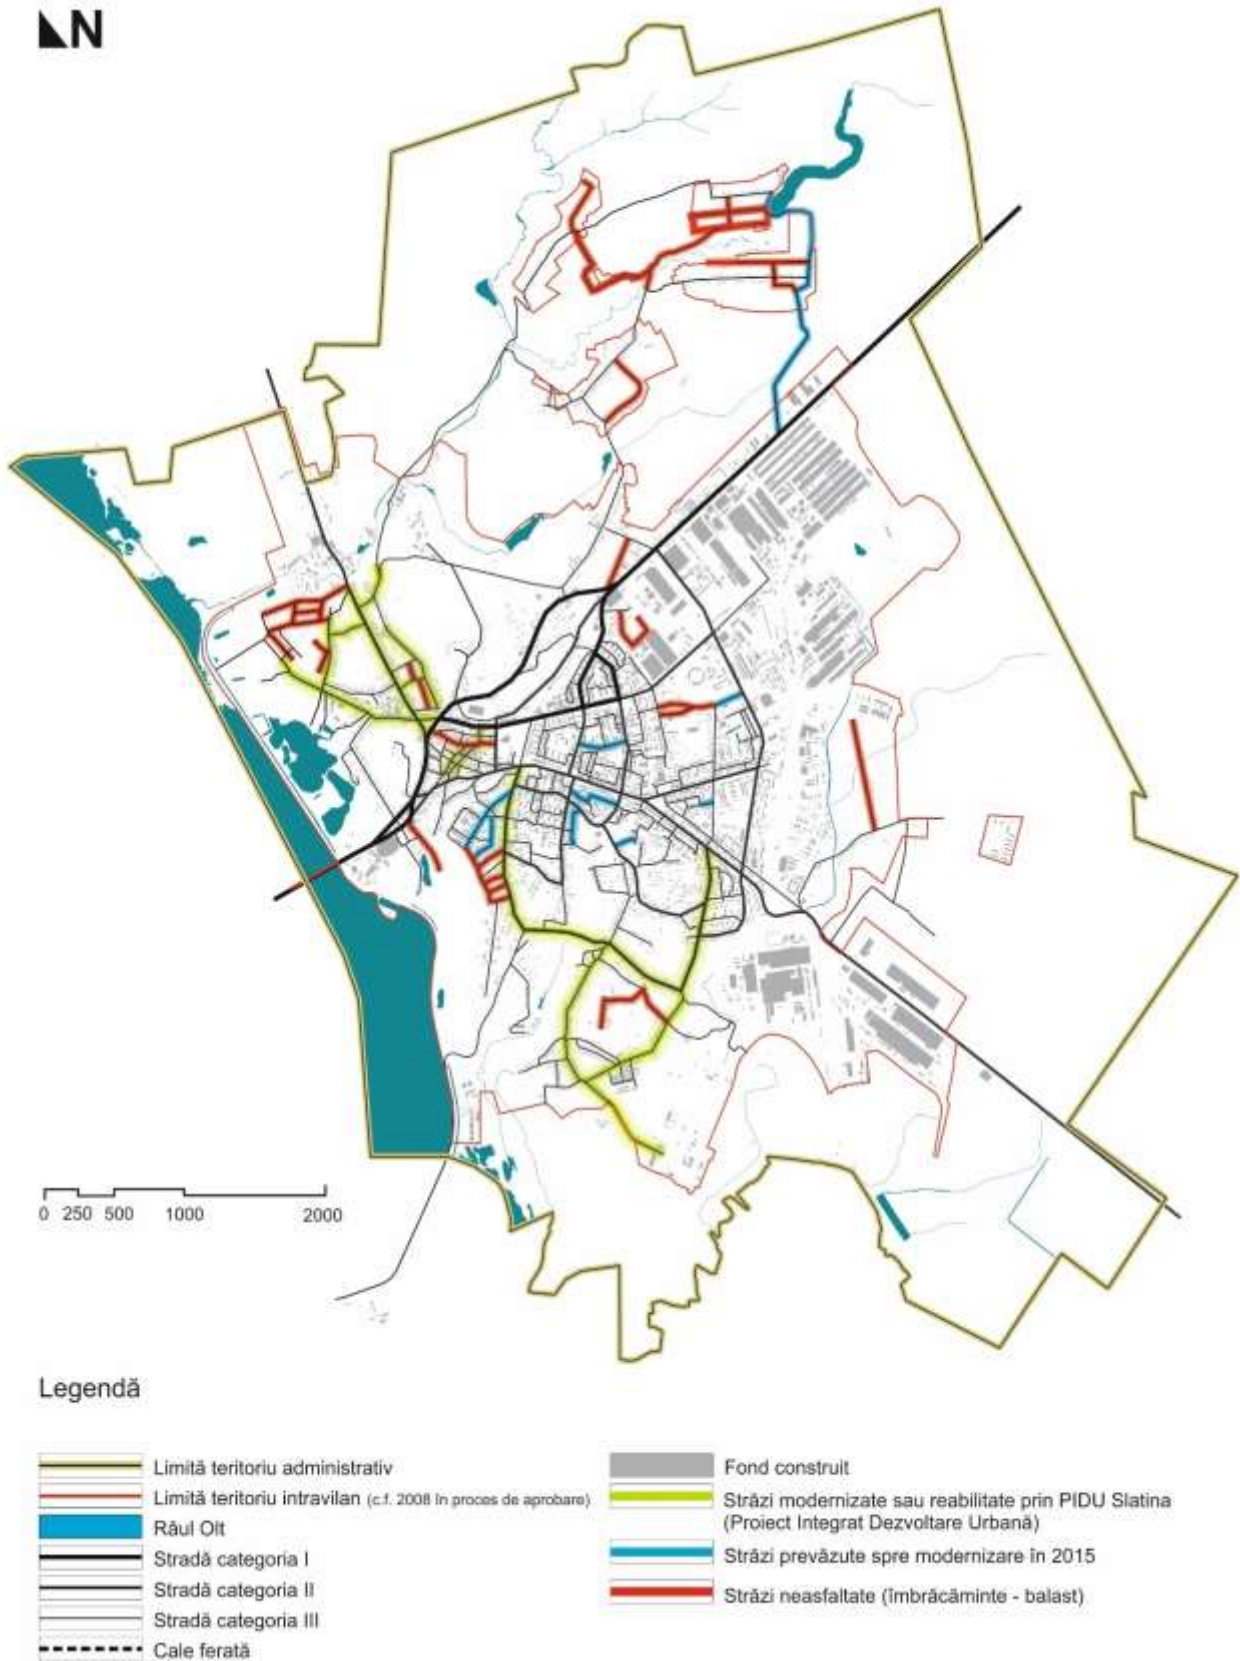 N
0 250 500 1000 2000
Legendă
Limită teritoriu administrativ
Limită teritoriu intravilan (c.f. 2008 în proces de aprobare)
Râul Olt
Stradă categoria I
Stradă categoria II
Stradă categoria III
Cale ferată
Fond construit
Străzi modernizate sau reabilitate prin PIDU Slatina
(Proiect Integrat Dezvoltare Urbană)
Străzi prevăzute spre modernizare în 2015
Străzi neasfaltate (îmbrăcăminte - balast)